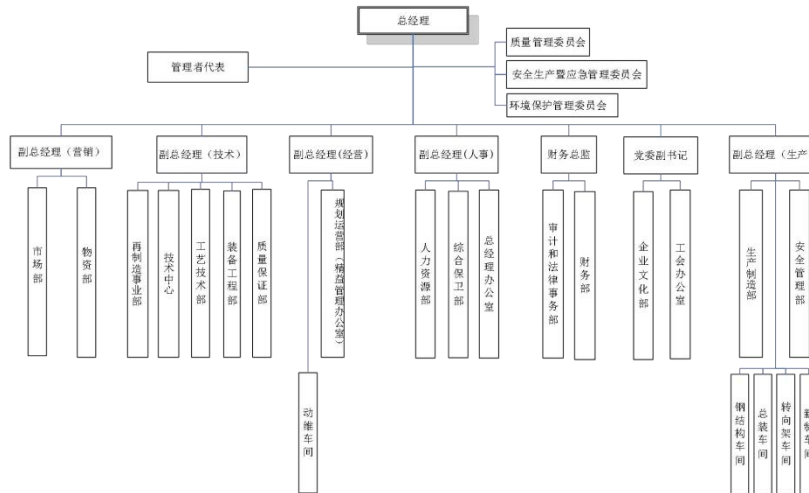 总经理
质量管理委员会
管理者代表
安全生产暨应急管理委员会
环境保护管理委员会
副总经理（营销）
副总经理（技术）
副总经理(经营)
副总经理(人事)
财务总监
党委副书记
副总经理（生产
市场部
物资部
再制造事业部
技术中心
工艺技术部
装备工程部
质量保证部
规划运营部（精益管理办公室）
人力资源部
综合保卫部
总经理办公室
审计和法律事务部
财务部
企业文化部
工会办公室
生产制造部
安全管理部
动维车间
钢结构车间
总装车间
转向架车间